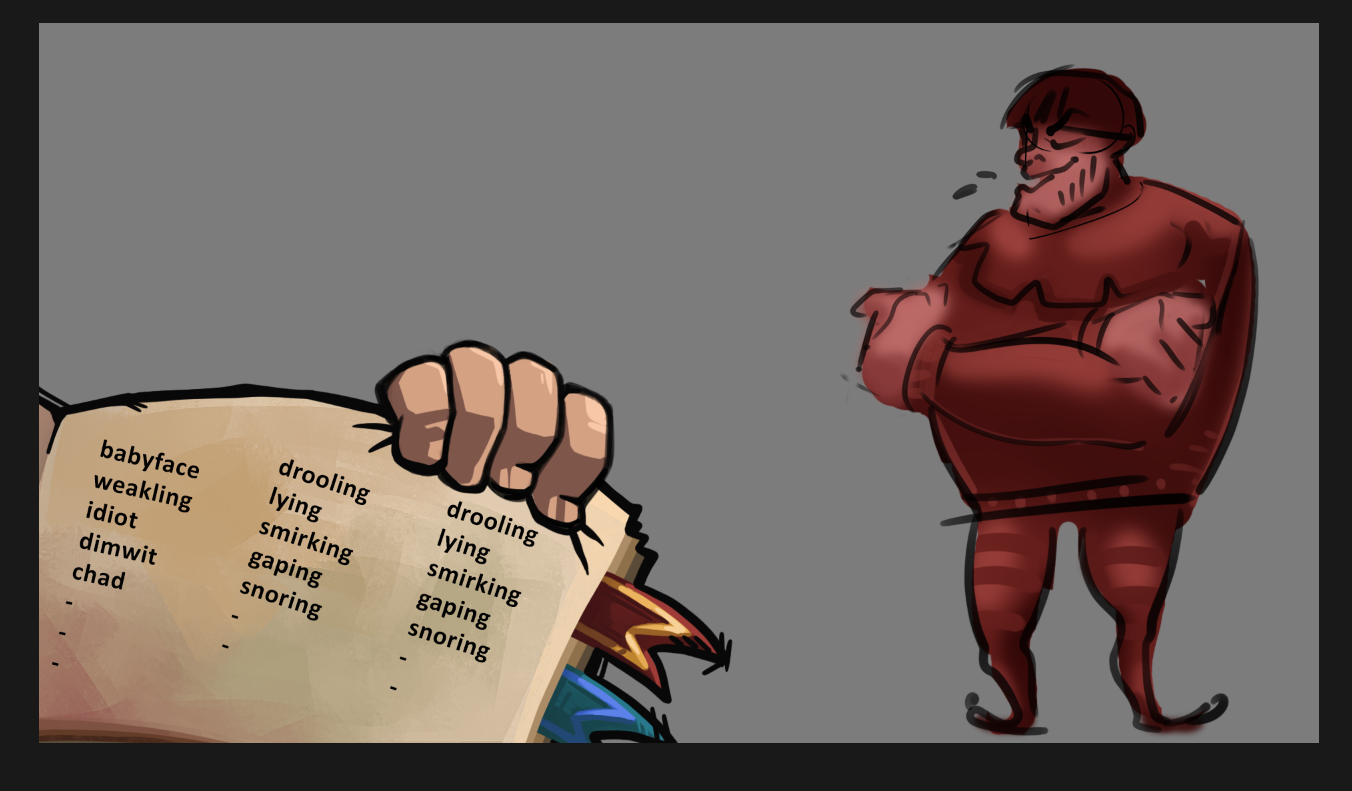 babyface
weakling
idiot
dimwit
chad
-
-
-
drooling
lying
smirking
gaping
snoring
-
-
drooling
lying
smirking
gaping
snoring
-
-